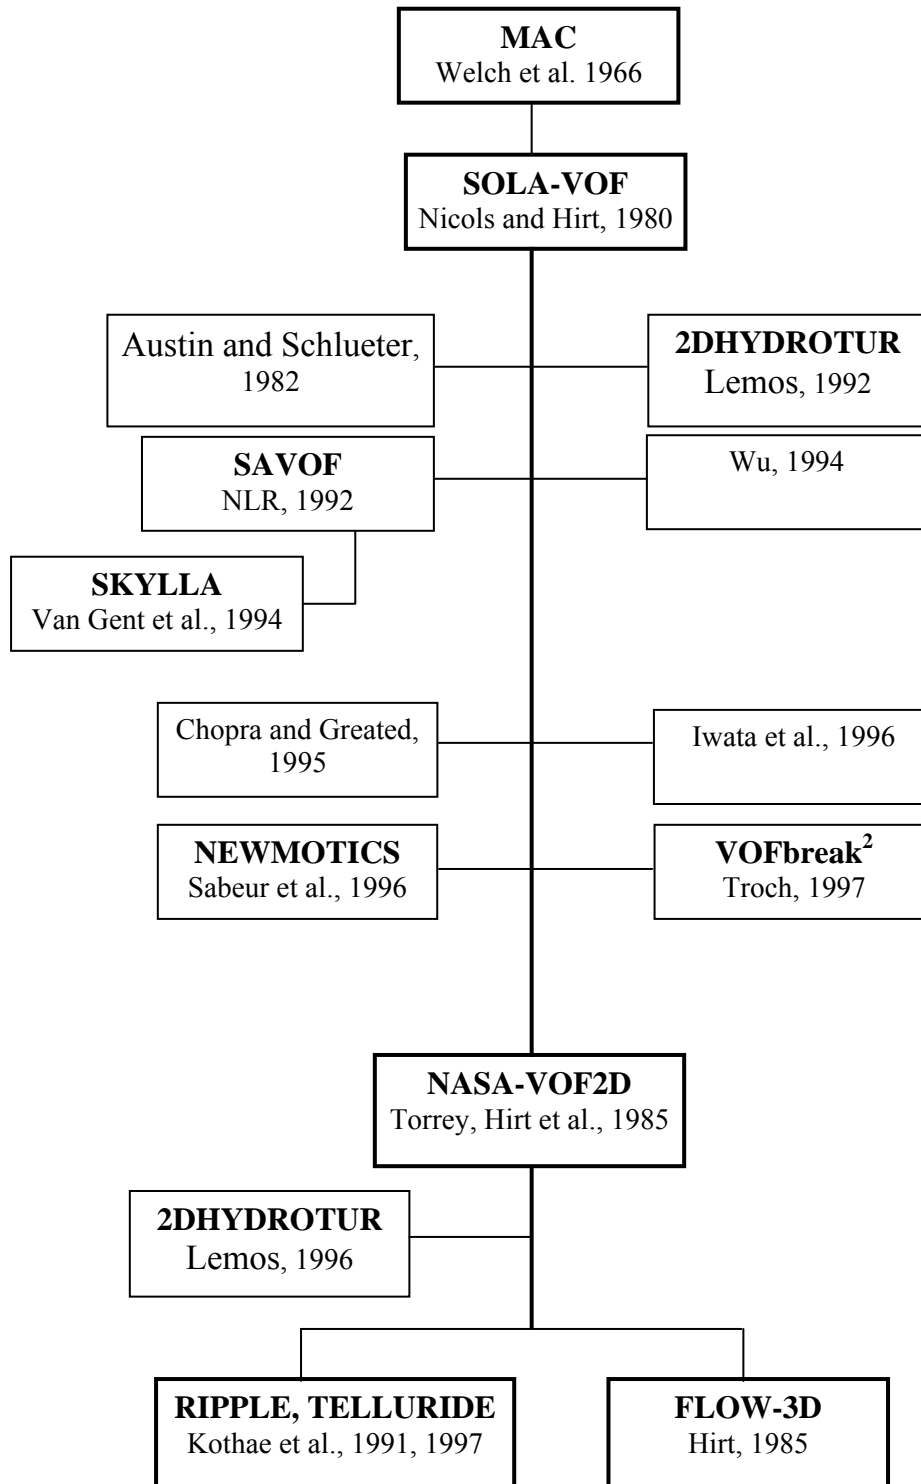 MAC
Welch et al. 1966
SOLA-VOF
Nicols and Hirt, 1980
Austin and Schlueter,
1982
2DHYDROTUR
Lemos, 1992
SAVOF
NLR, 1992
Wu, 1994
SKYLLA
Van Gent et al., 1994
Chopra and Greated,
1995
Iwata et al., 1996
NEWMOTICS
Sabeur et al., 1996
VOFbreak²
Troch, 1997
NASA-VOF2D
Torrey, Hirt et al., 1985
2DHYDROTUR
Lemos, 1996
RIPPLE, TELLURIDE
Kothae et al., 1991, 1997
FLOW-3D
Hirt, 1985